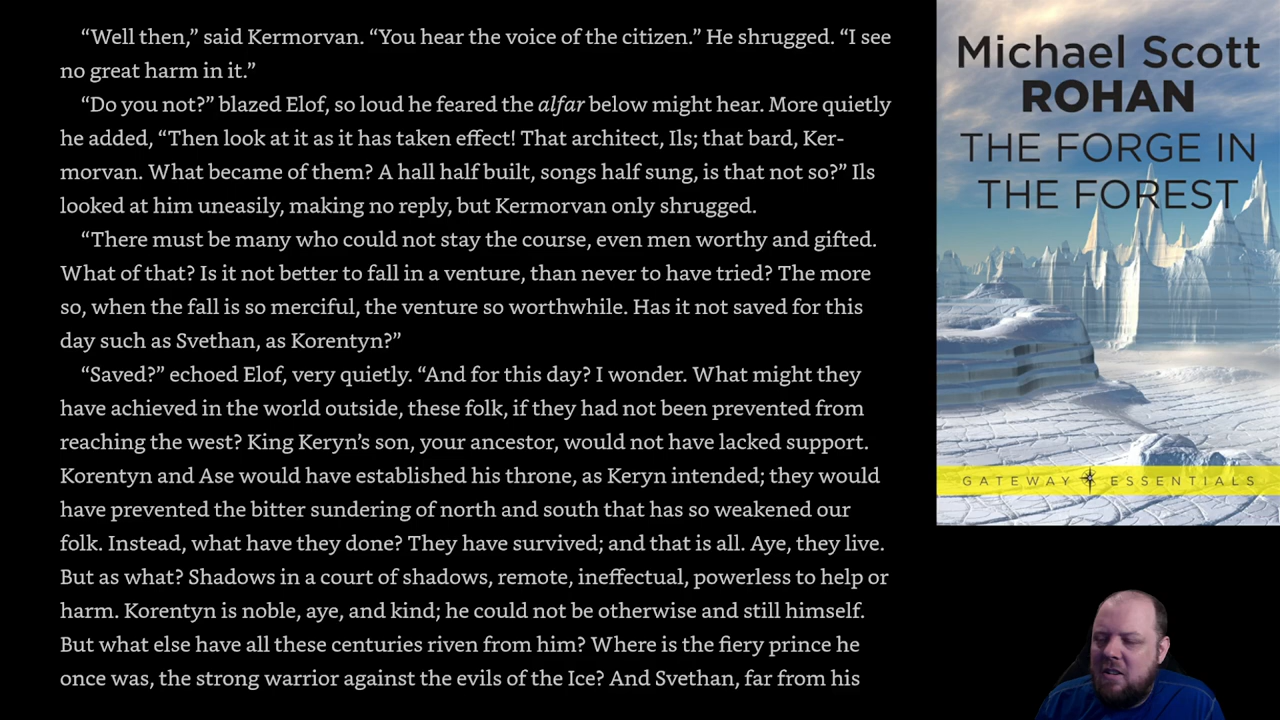 “Well then,” said Kermorvan. “You hear the voice of the citizen.” He shrugged. “I see
no great harm in it.”
“Do you not?” blazed Elof, so loud he feared the alfar below might hear. More quietly
he added, “Then look at it as it has taken effect! That architect, Ils; that bard, Ker-
morvan. What became of them? A hall half built, songs half sung, is that not so?” Ils
looked at him uneasily, making no reply, but Kermorvan only shrugged.
“There must be many who could not stay the course, even men worthy and gifted.
What of that? Is it not better to fall in a venture, than never to have tried? The more
so, when the fall is so merciful, the venture so worthwhile. Has it not saved for this
day such as Svethan, as Korentyn?”
“Saved?” echoed Elof, very quietly. “And for this day? I wonder. What might they
have achieved in the world outside, these folk, if they had not been prevented from
reaching the west? King Keryn’s son, your ancestor, would not have lacked support.
Korentyn and Ase would have established his throne, as Keryn intended; they would
have prevented the bitter sundering of north and south that has so weakened our
folk. Instead, what have they done? They have survived; and that is all. Aye, they live.
But as what? Shadows in a court of shadows, remote, ineffectual, powerless to help or
harm. Korentyn is noble, aye, and kind; he could not be otherwise and still himself.
But what else have all these centuries riven from him? Where is the fiery prince he
once was, the strong warrior against the evils of the Ice? And Svethan, far from his
Michael Scott
ROHAN
THE FORGE IN
THE FOREST
GATEWAY ESSENTIALS